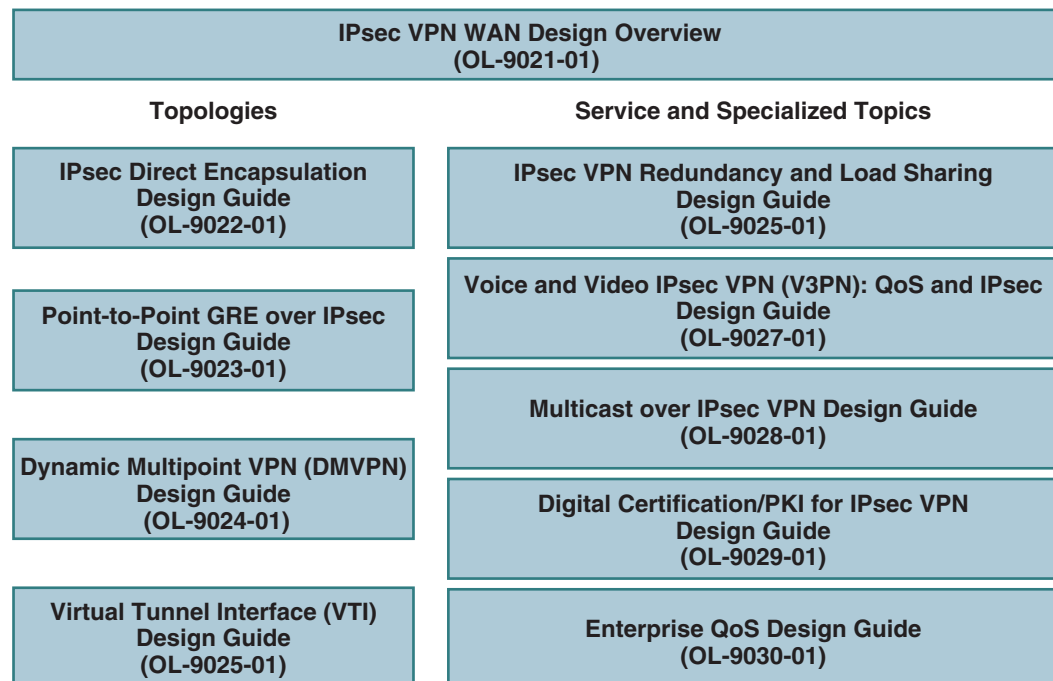 IPsec VPN WAN Design Overview
(OL-9021-01)
Topologies
IPsec Direct Encapsulation
Design Guide
(OL-9022-01)
Point-to-Point GRE over IPsec
Design Guide
(OL-9023-01)
Dynamic Multipoint VPN (DMVPN)
Design Guide
(OL-9024-01)
Virtual Tunnel Interface (VTI)
Design Guide
(OL-9025-01)
Service and Specialized Topics
IPsec VPN Redundancy and Load Sharing
Design Guide
(OL-9025-01)
Voice and Video IPsec VPN (V3PN): QoS and IPsec
Design Guide
(OL-9027-01)
Multicast over IPsec VPN Design Guide
(OL-9028-01)
Digital Certification/PKI for IPsec VPN
Design Guide
(OL-9029-01)
Enterprise QoS Design Guide
(OL-9030-01)